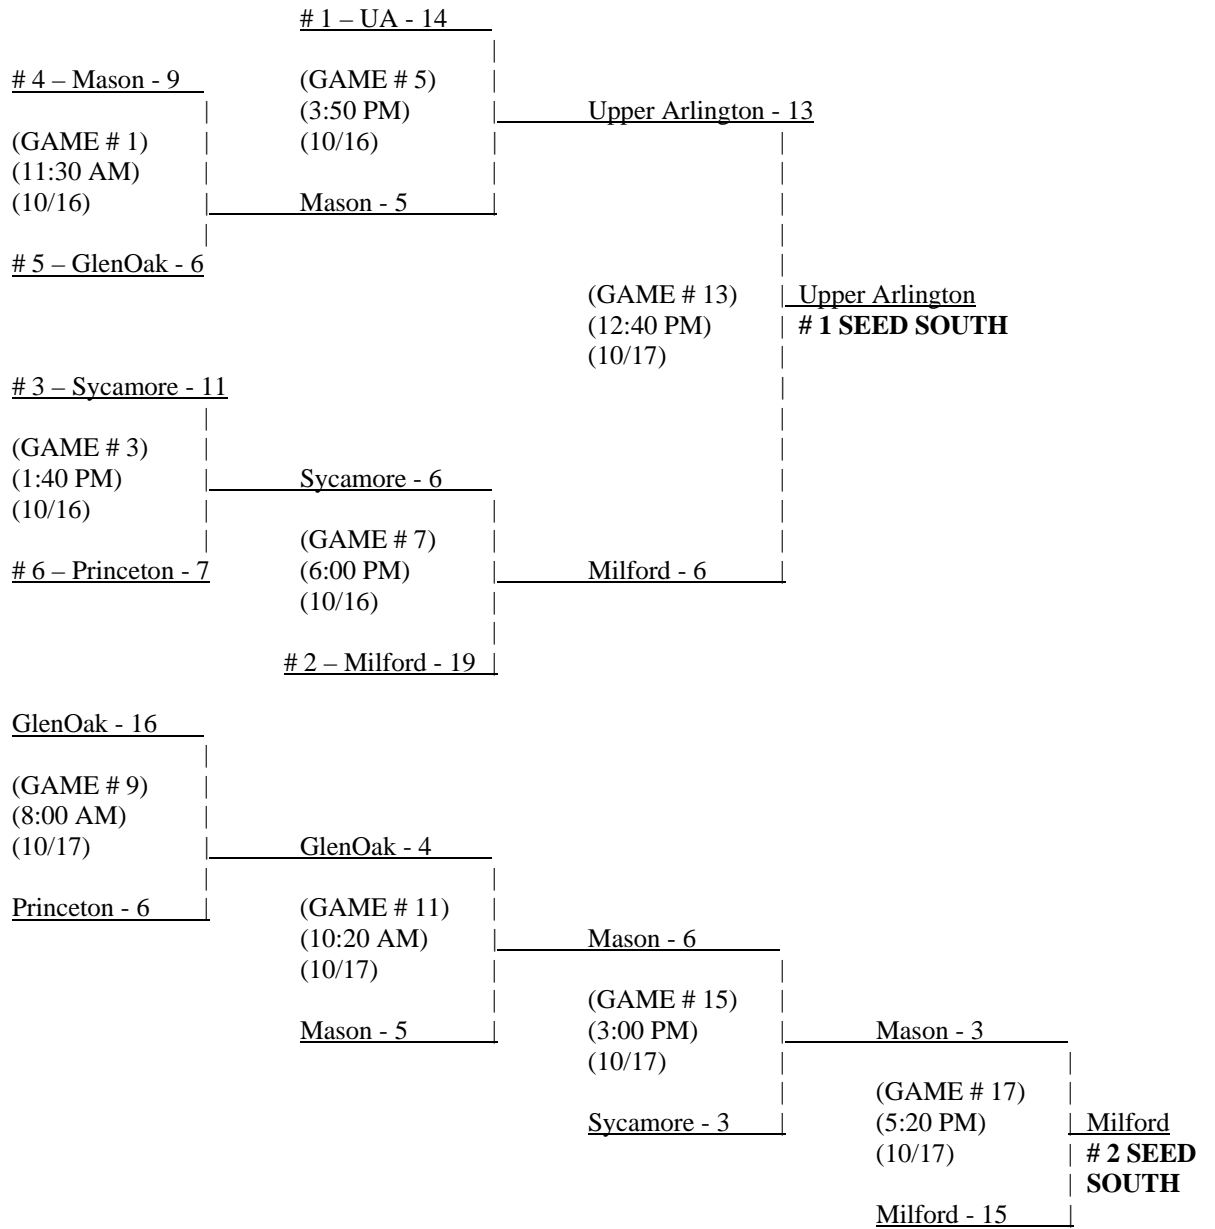 # 1 – UA - 14
# 4 – Mason - 9 (GAME # 5)
(3:50 PM) Upper Arlington - 13
(GAME # 1) (10/16)
(11:30 AM)
(10/16) Mason - 5
# 5 – GlenOak - 6
(GAME # 13) Upper Arlington
(12:40 PM) # 1 SEED SOUTH
(10/17)
# 3 – Sycamore - 11
(GAME # 3)
(1:40 PM) Sycamore - 6
(10/16)
(GAME # 7)
# 6 – Princeton - 7 (6:00 PM) Milford - 6
(10/16)
# 2 – Milford - 19
GlenOak - 16
(GAME # 9)
(8:00 AM)
(10/17) GlenOak - 4
Princeton - 6 (GAME # 11)
(10:20 AM) Mason - 6
(10/17)
(GAME # 15)
Mason - 5 (3:00 PM) Mason - 3
(10/17)
(GAME # 17)
Sycamore - 3 (5:20 PM) Milford
(10/17) # 2 SEED
SOUTH
Milford - 15